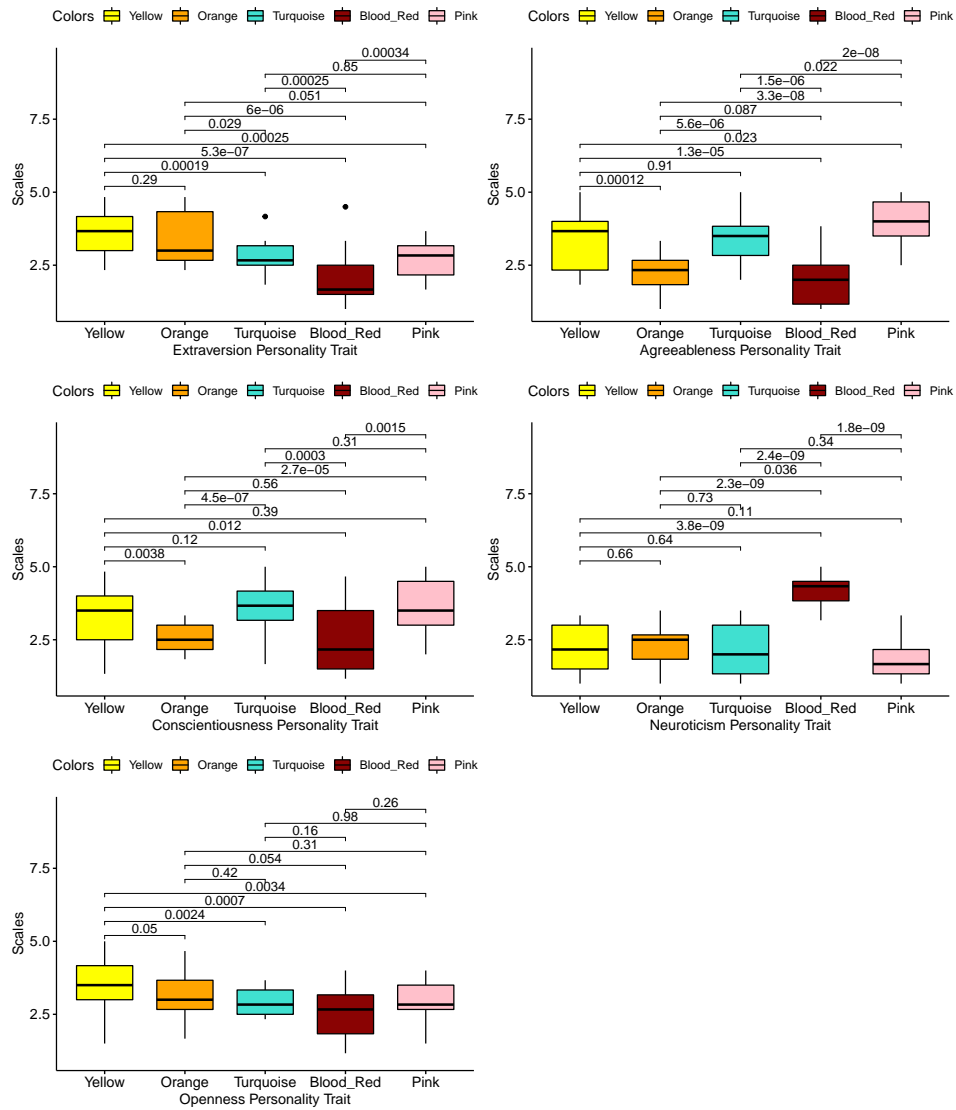 Colors Yellow Orange Turquoise Blood_Red Pink
0.00034
0.85
0.00025
0.051
6e−06
0.029
0.00025
5.3e−07
0.00019
0.29
7.5
5.0
2.5
Scales
Yellow Orange Turquoise Blood_Red Pink
Extraversion Personality Trait
Colors Yellow Orange Turquoise Blood_Red Pink
2e−08
0.022
1.5e−06
3.3e−08
0.087
5.6e−06
0.023
1.3e−05
0.91
0.00012
7.5
5.0
2.5
Scales
Yellow Orange Turquoise Blood_Red Pink
Agreeableness Personality Trait
Colors Yellow Orange Turquoise Blood_Red Pink
0.0015
0.31
0.0003
2.7e−05
0.56
4.5e−07
0.39
0.012
0.12
0.0038
7.5
5.0
2.5
Scales
Yellow Orange Turquoise Blood_Red Pink
Conscientiousness Personality Trait
Colors Yellow Orange Turquoise Blood_Red Pink
1.8e−09
0.34
2.4e−09
0.036
2.3e−09
0.73
0.11
3.8e−09
0.64
0.66
7.5
5.0
2.5
Scales
Yellow Orange Turquoise Blood_Red Pink
Neuroticism Personality Trait
Colors Yellow Orange Turquoise Blood_Red Pink
0.26
0.98
0.16
0.31
0.054
0.42
0.0034
0.0007
0.0024
0.05
7.5
5.0
2.5
Scales
Yellow Orange Turquoise Blood_Red Pink
Openness Personality Trait